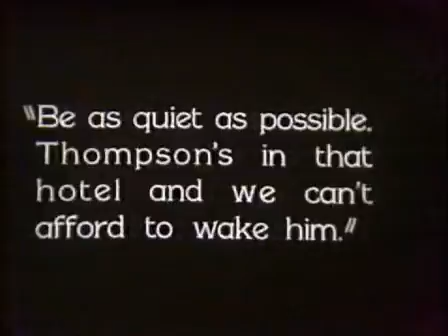 "Be as quiet as possible.
Thompson's in that
hotel and we can't
afford to wake him."